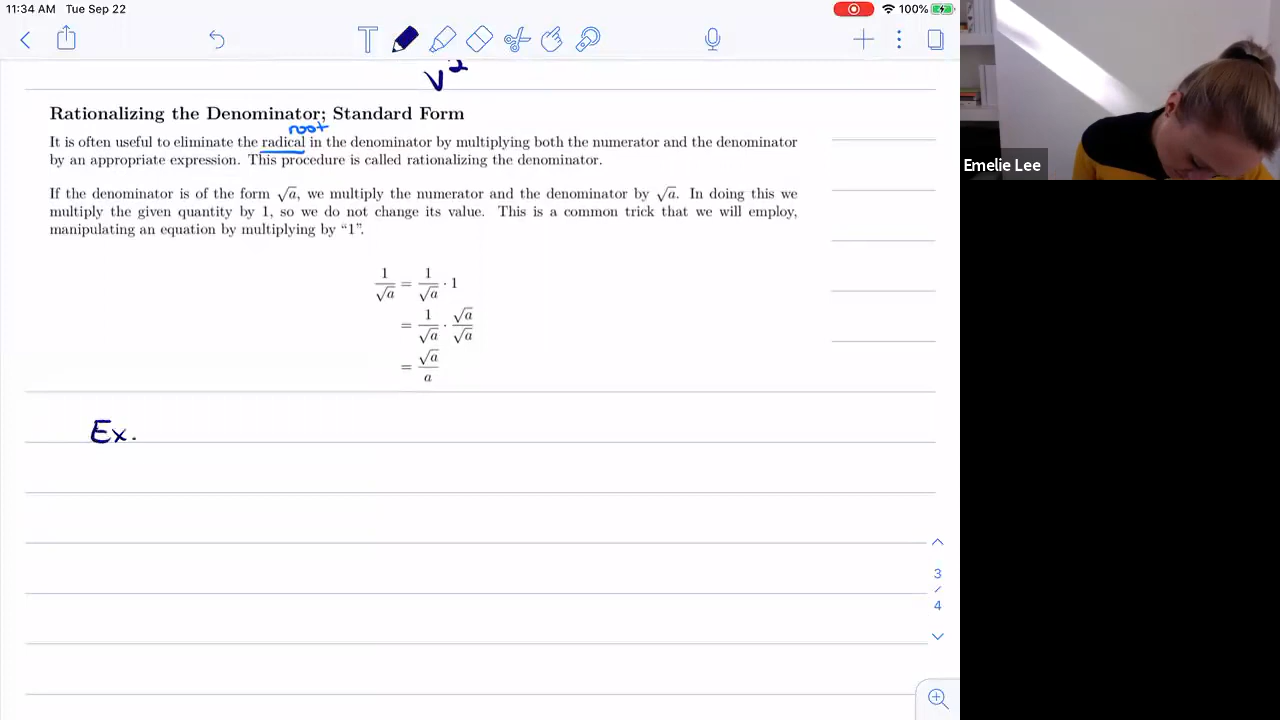 11:34 AM Tue Sep 22
100%
√2
Rationalizing the Denominator; Standard Form
root
It is often useful to eliminate the radical in the denominator by multiplying both the numerator and the denominator
by an appropriate expression. This procedure is called rationalizing the denominator.
If the denominator is of the form √a, we multiply the numerator and the denominator by √a. In doing this we
multiply the given quantity by 1, so we do not change its value. This is a common trick that we will employ,
manipulating an equation by multiplying by “1”.
1/√a = 1/√a · 1
= 1/√a · √a/√a
= √a/a
Ex.
3
/
4
Emelie Lee